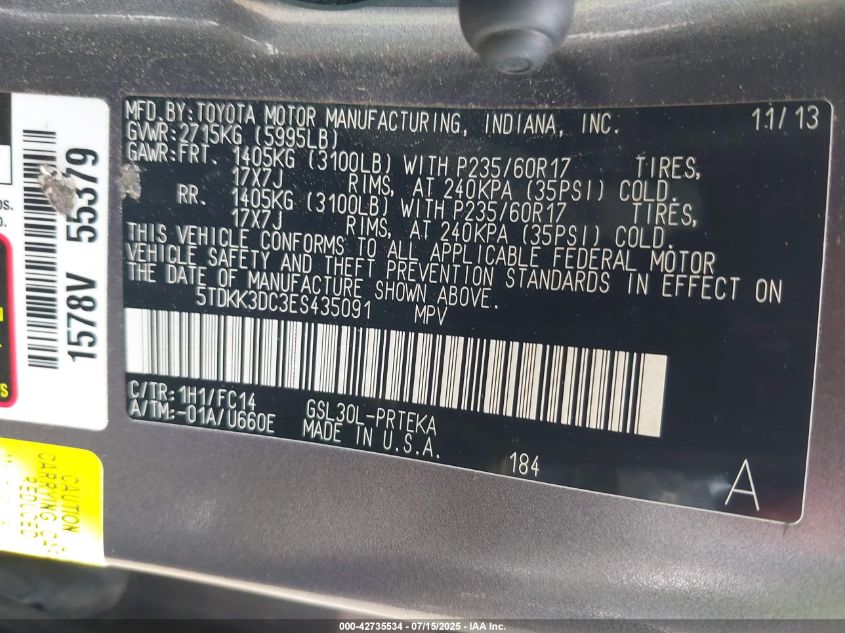 MFD.BY:TOYOTA MOTOR MANUFACTURING, INDIANA, INC. 11/13
GVWR:2715KG (5995LB)
GAWR:FRT. 1405KG (3100LB) WITH P235/60R17 TIRES,
17X7J RIMS, AT 240KPA (35PSI) COLD.
RR. 1405KG (3100LB) WITH P235/60R17 TIRES,
17X7J RIMS, AT 240KPA (35PSI) COLD.
THIS VEHICLE CONFORMS TO ALL APPLICABLE FEDERAL MOTOR
VEHICLE SAFETY AND THEFT PREVENTION STANDARDS IN EFFECT ON
THE DATE OF MANUFACTURE SHOWN ABOVE.
5TDKK3DC3ES435091 MPV
C/TR:1H1/FC14 GSL30L-PRTEKA
A/TM:-01A/U660E MADE IN U.S.A.
184
A
1578V 55379
CAUTION
CARRYING CA
REDUCED
000-42735534 - 07/15/2025 - IAA Inc.